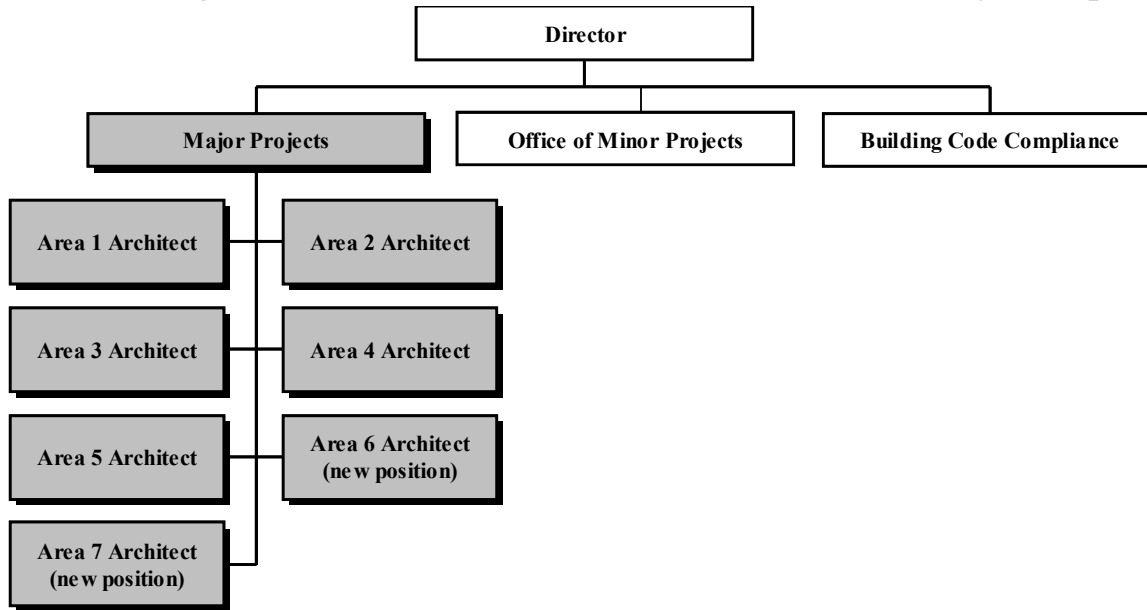 Director
Major Projects
Office of Minor Projects
Building Code Compliance
Area 1 Architect
Area 2 Architect
Area 3 Architect
Area 4 Architect
Area 5 Architect
Area 6 Architect
(new position)
Area 7 Architect
(new position)